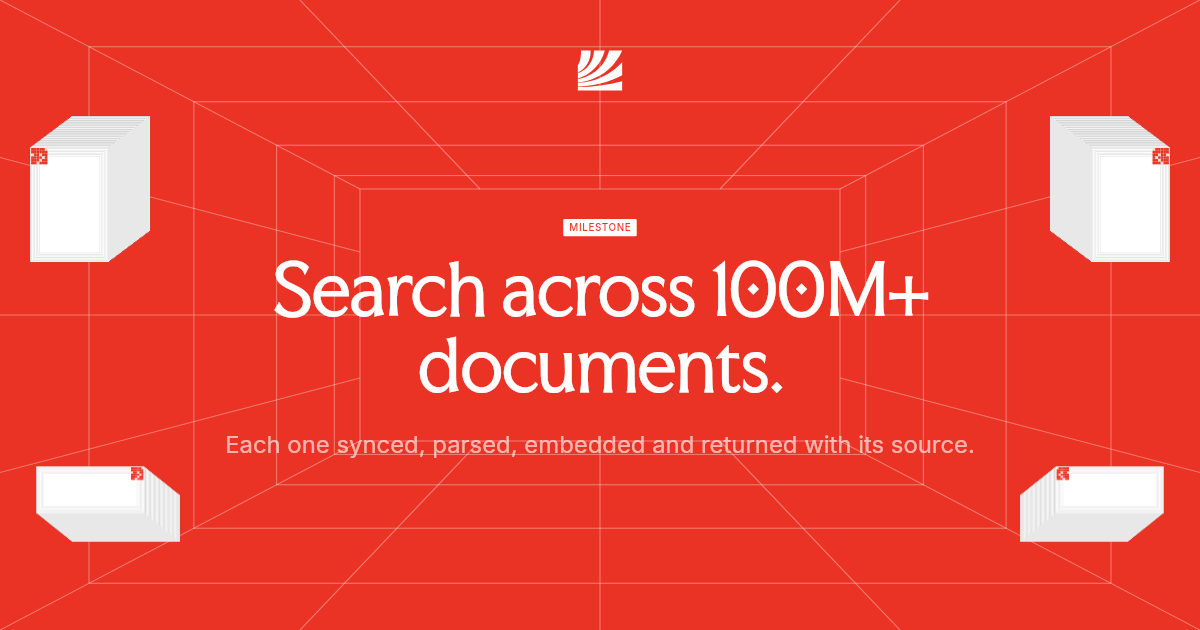 MILESTONE
Search across 100M+
documents.
Each one synced, parsed, embedded and returned with its source.